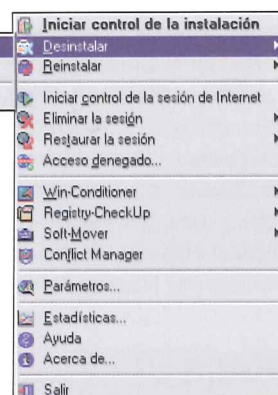 Iniciar control de la instalación
Desinstalar
Reinstalar
Iniciar control de la sesión de Internet
Eliminar la sesión
Restaurar la sesión
Acceso denegado...
Win-Conditioner
Registry-CheckUp
Soft-Mover
Conflict Manager
Parámetros...
Estadísticas...
Ayuda
Acerca de...
Salir